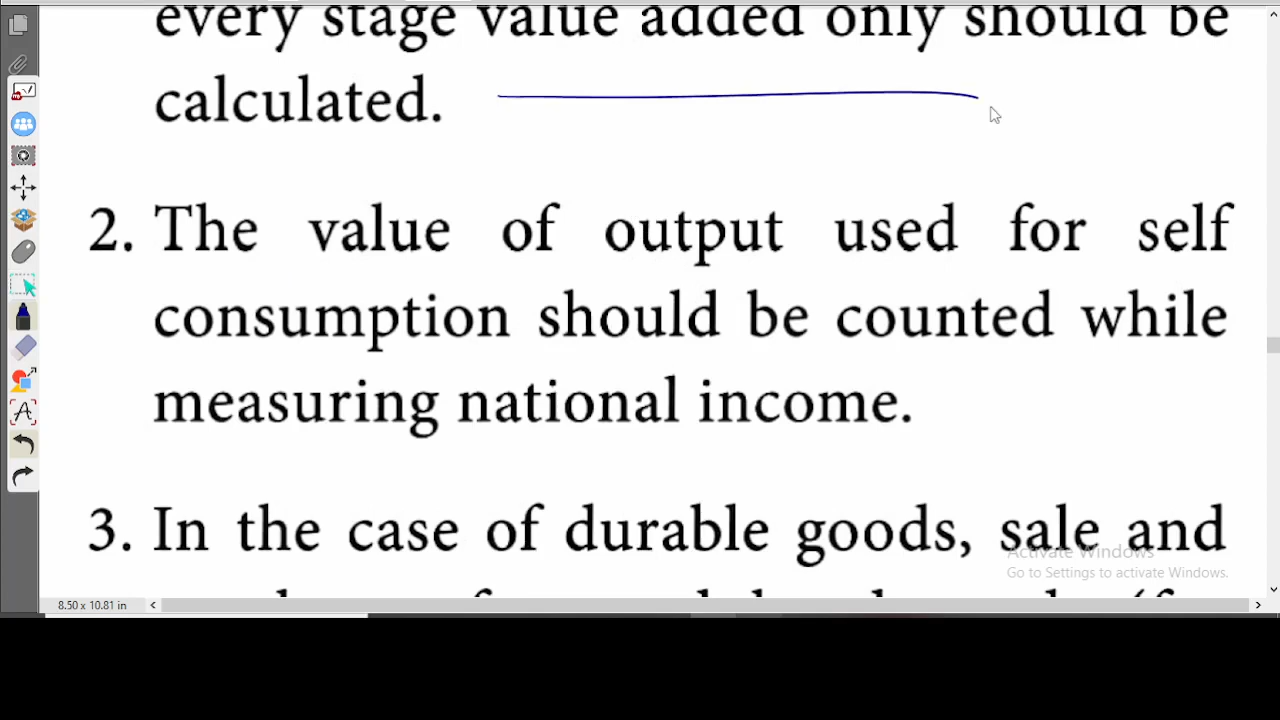 every stage value added only should be
calculated.
2. The value of output used for self
consumption should be counted while
measuring national income.
3. In the case of durable goods, sale and
Activate Windows
Go to Settings to activate Windows.
8.50 x 10.81 in